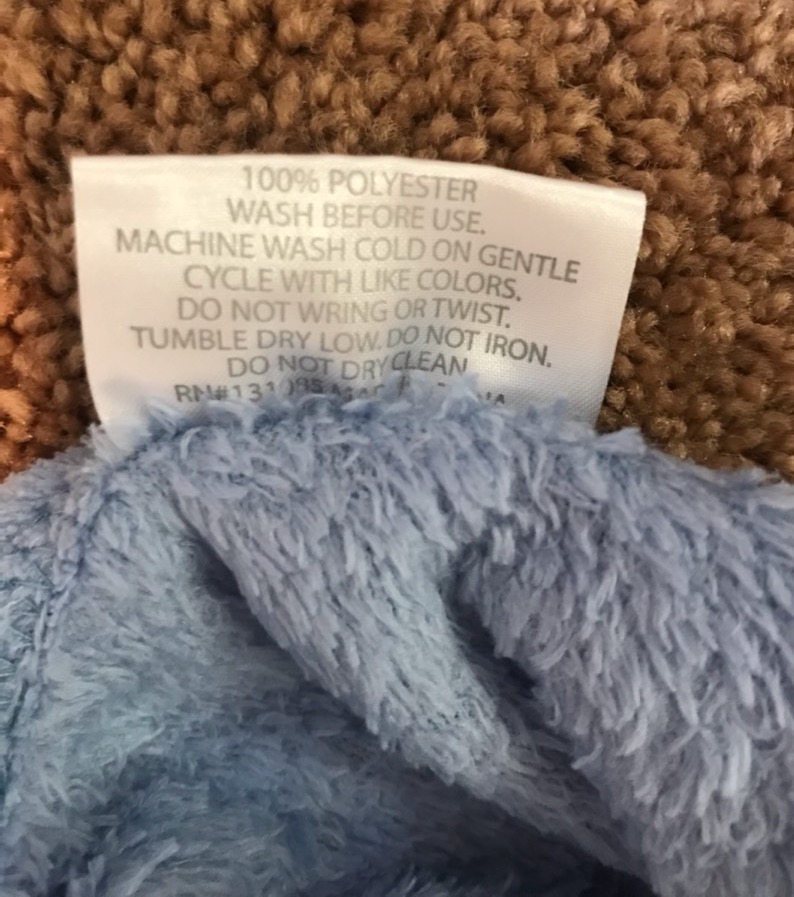 100% POLYESTER
WASH BEFORE USE.
MACHINE WASH COLD ON GENTLE
CYCLE WITH LIKE COLORS.
DO NOT WRING OR TWIST.
TUMBLE DRY LOW. DO NOT IRON.
DO NOT DRY CLEAN